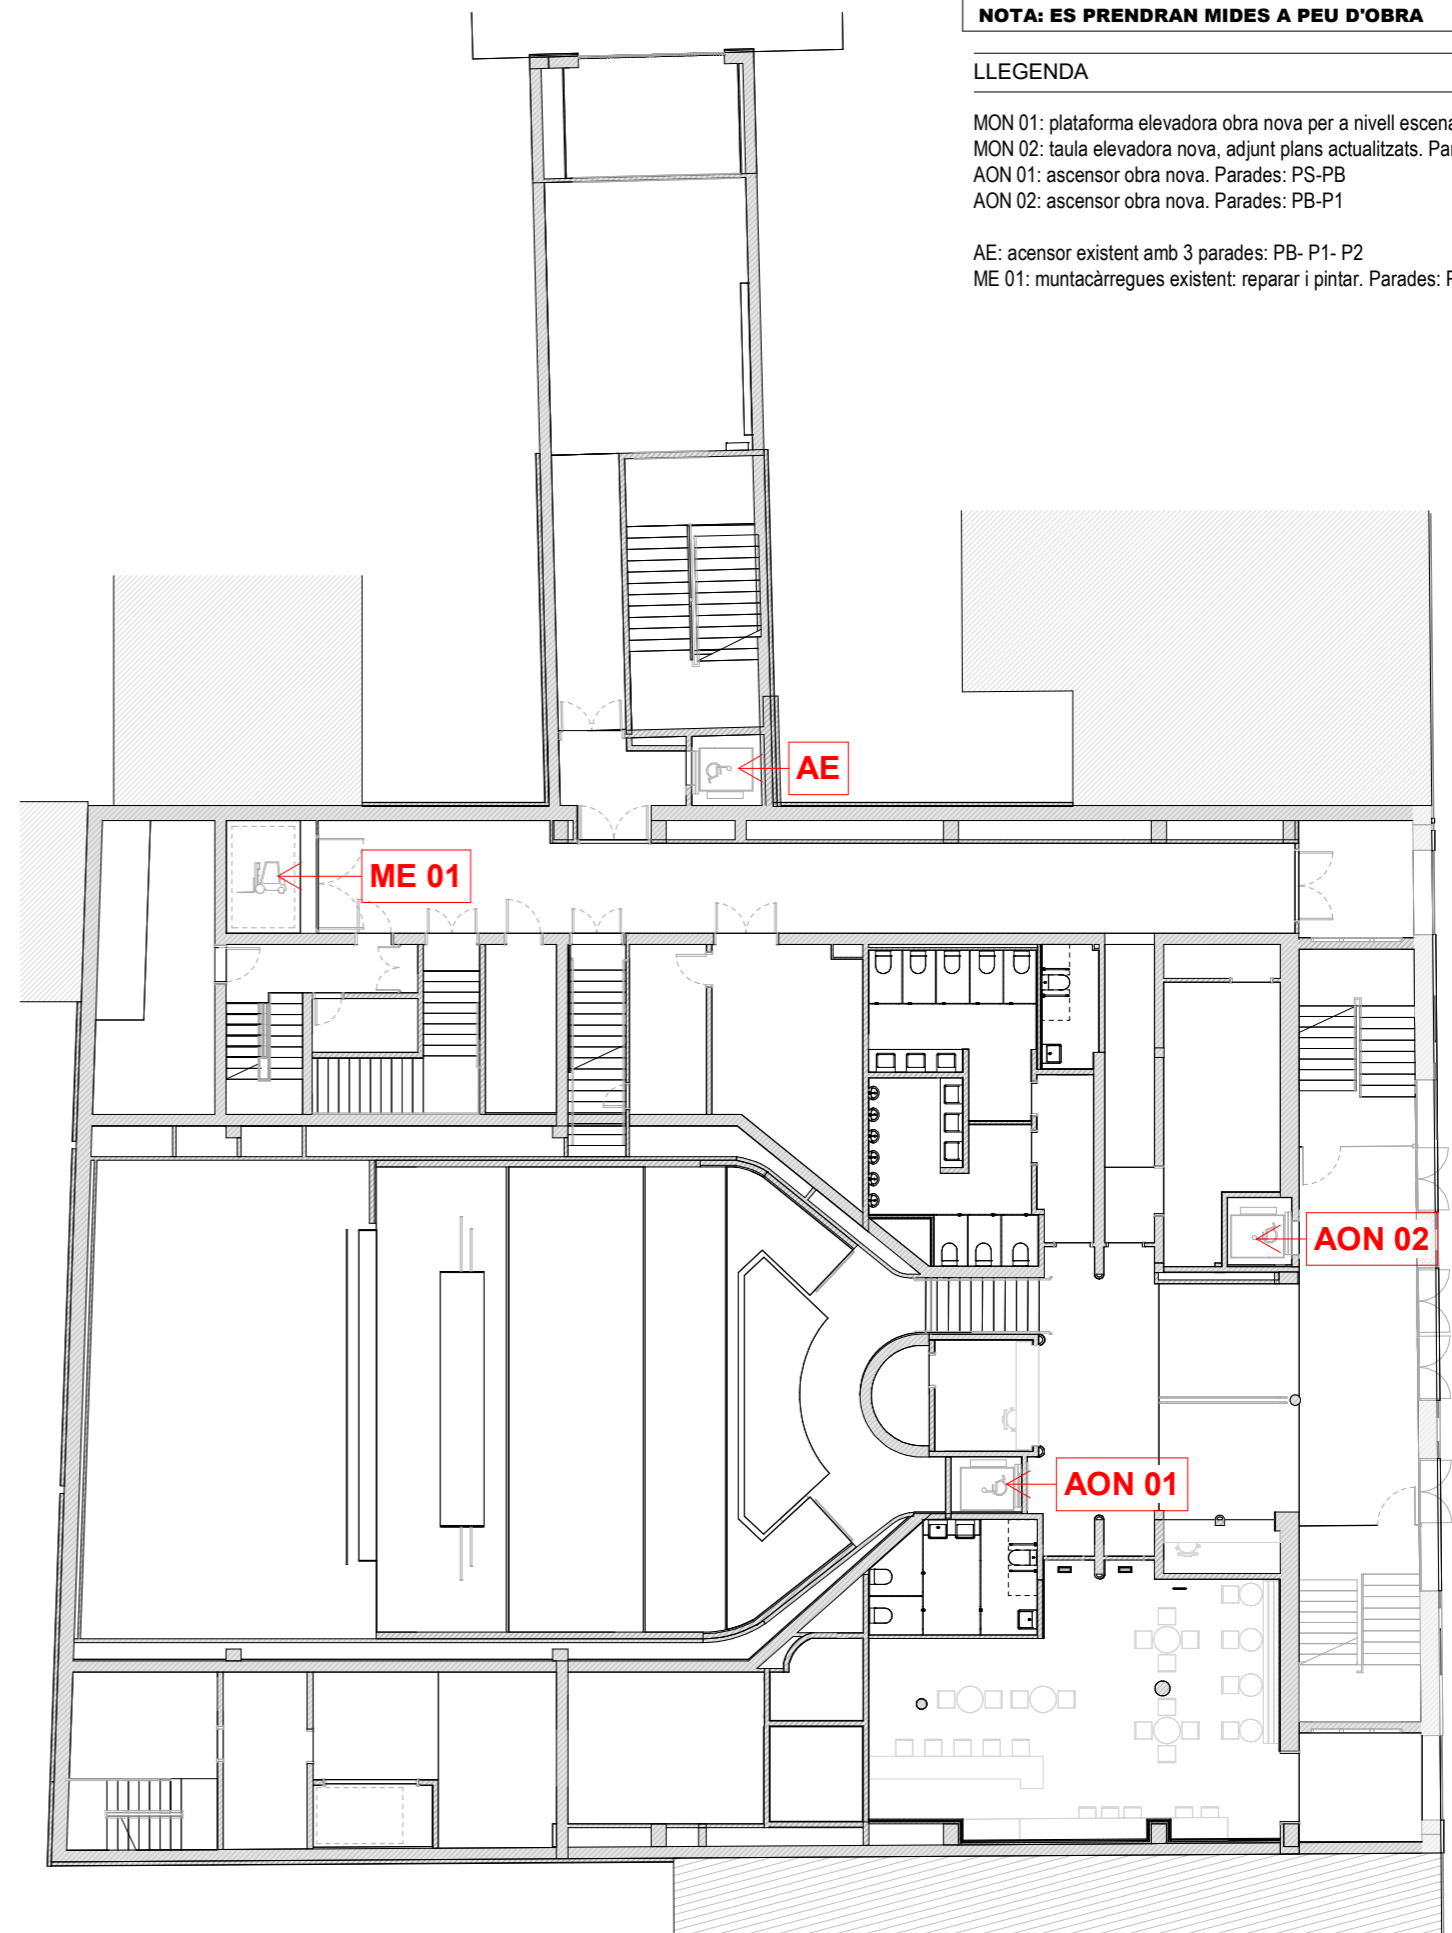 NOTA: ES PRENDRAN MIDES A PEU D'OBRA
LLEGENDA
MON 01: plataforma elevadora obra nova per a nivell
MON 02: taula elevadora nova, adjunt plans actualitzats.
AON 01: ascensor obra nova. Parades: PS-PB
AON 02: ascensor obra nova. Parades: PB-P1
AE: acensor existent amb 3 parades: PB- P1- P2
ME 01: muntacàrregues existent: reparar i pintar. Parades:
AE
ME 01
AON 02
AON 01